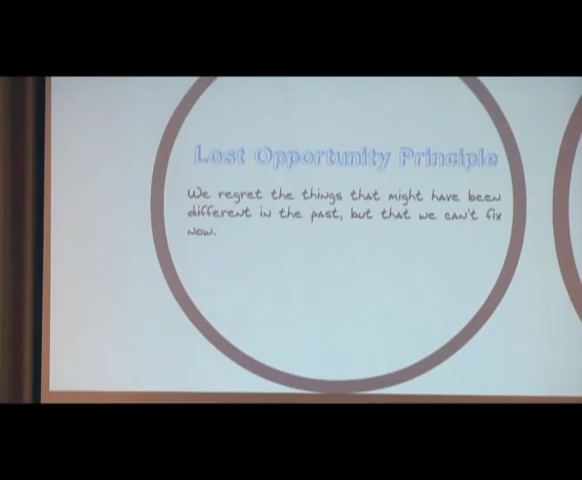 Lost Opportunity Principle
We regret the things that might have been
different in the past, but that we can't fix
now.